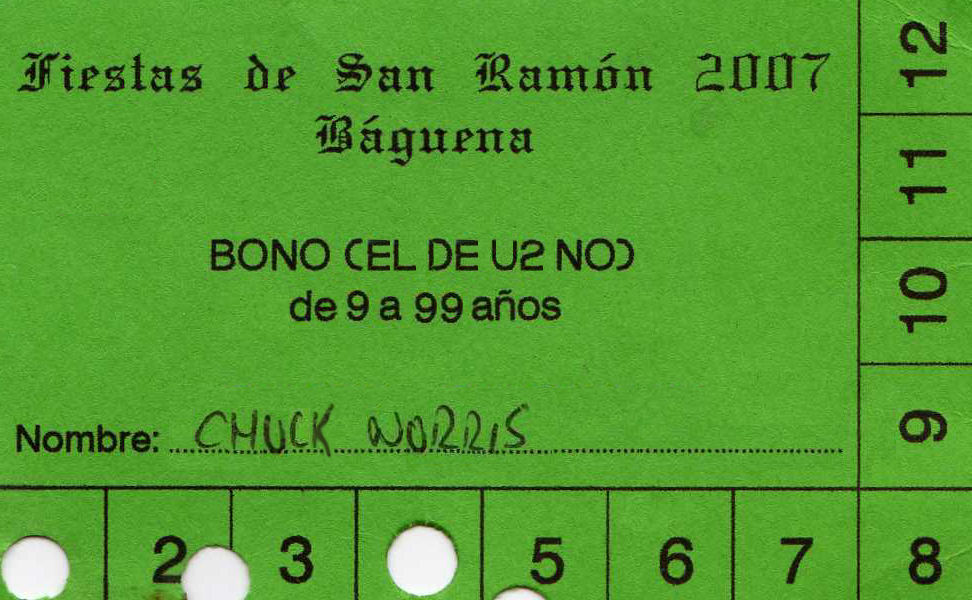 Fiestas de San Ramón 2007
Báguena
BONO (EL DE U2 NO)
de 9 a 99 años
Nombre: CHUCK NORRIS
12
11
10
9
2 3 5 6 7 8